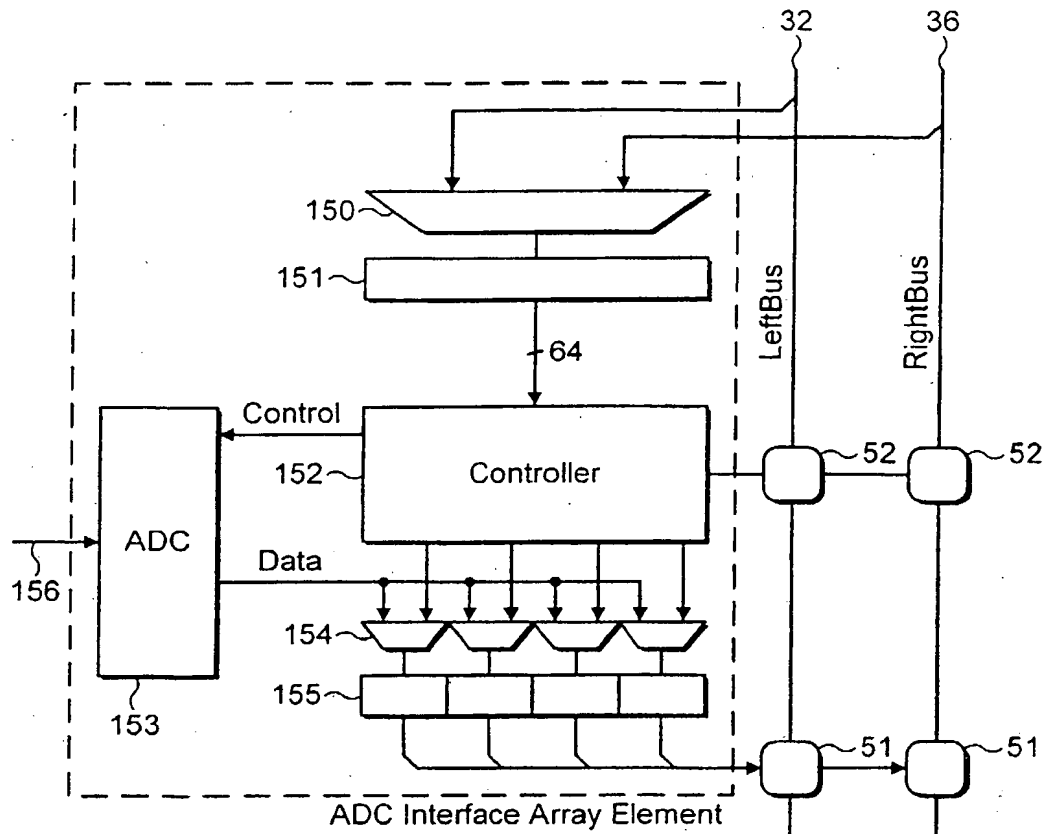 32
36
150
151
LeftBus
RightBus
64
Control
152
Controller
52
52
ADC
156
Data
154
153
155
51
51
ADC Interface Array Element